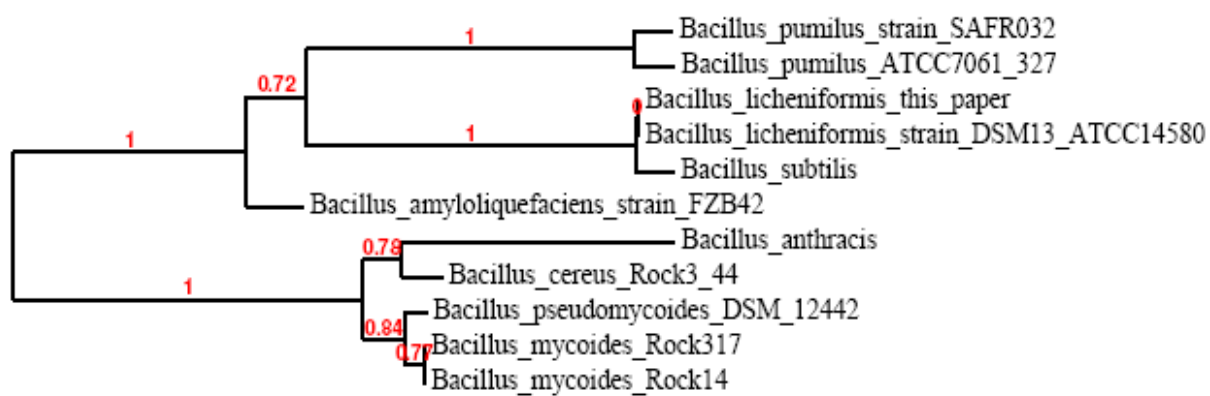 1
Bacillus_pumilus_strain_SAFR032
Bacillus_pumilus_ATCC7061_327
0.72
Bacillus_licheniformis_this_paper
0
1
Bacillus_licheniformis_strain_DSM13_ATCC14580
1
Bacillus_subtilis
Bacillus_amyloliquefaciens_strain_FZB42
Bacillus_anthracis
0.78
Bacillus_cereus_Rock3_44
1
Bacillus_pseudomycoides_DSM_12442
0.84
Bacillus_mycoides_Rock317
0.77
Bacillus_mycoides_Rock14